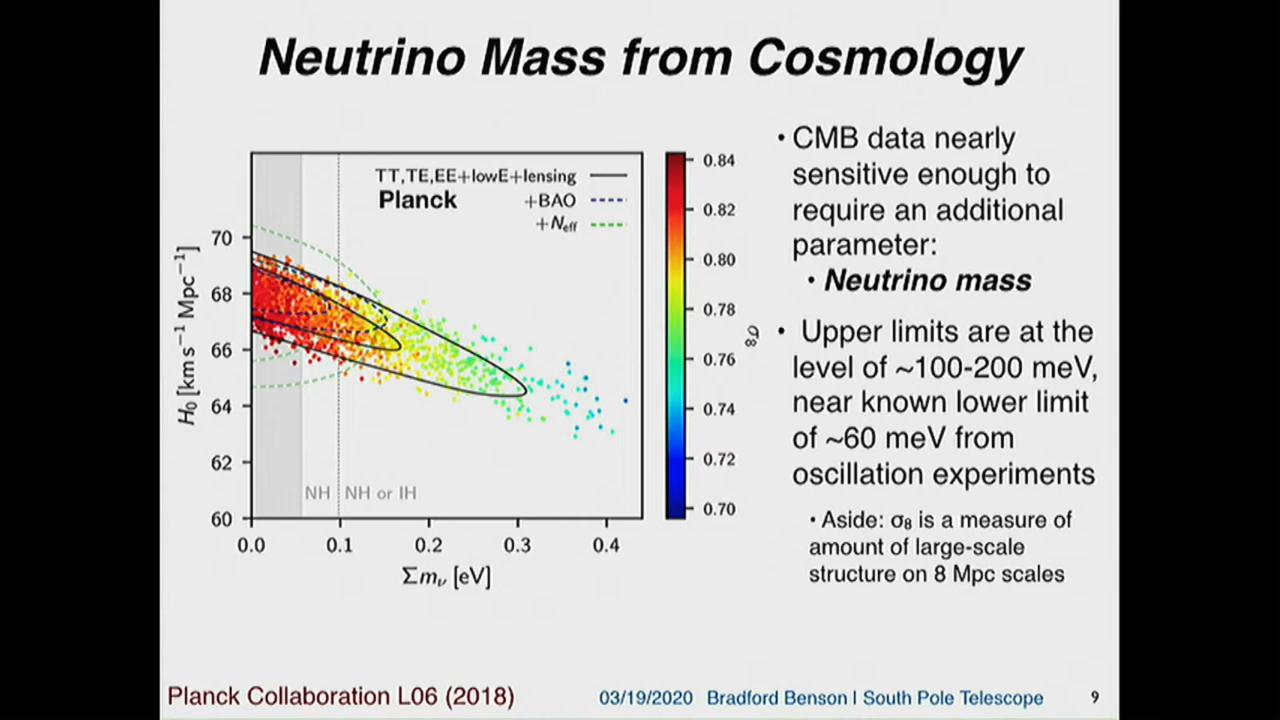 Neutrino Mass from Cosmology
TT,TE,EE+lowE+lensing
Planck
+BAO
+Neff
NH
NH or IH
70
68
66
64
62
60
H₀ [km s⁻¹ Mpc⁻¹]
0.0 0.1 0.2 0.3 0.4
Σmν [eV]
0.84
0.82
0.80
0.78
0.76
0.74
0.72
0.70
σ₈
• CMB data nearly
sensitive enough to
require an additional
parameter:
• Neutrino mass
• Upper limits are at the
level of ~100-200 meV,
near known lower limit
of ~60 meV from
oscillation experiments
• Aside: σ₈ is a measure of
amount of large-scale
structure on 8 Mpc scales
Planck Collaboration L06 (2018)
03/19/2020 Bradford Benson | South Pole Telescope
9